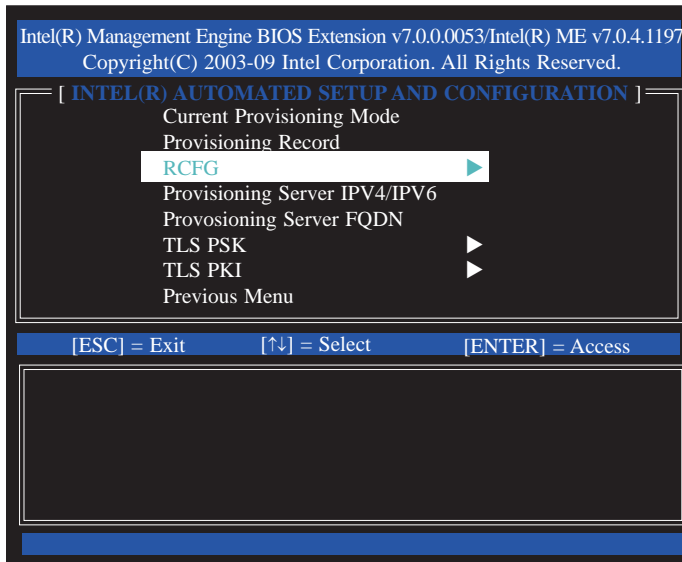 Intel(R) Management Engine BIOS Extension v7.0.0.0053/Intel(R) ME v7.0.4.1197
Copyright(C) 2003-09 Intel Corporation. All Rights Reserved.
[ INTEL(R) AUTOMATED SETUP AND CONFIGURATION ]
Current Provisioning Mode
Provisioning Record
RCFG ▶
Provisioning Server IPV4/IPV6
Provosioning Server FQDN
TLS PSK ▶
TLS PKI ▶
Previous Menu
[ESC] = Exit [↑↓] = Select [ENTER] = Access